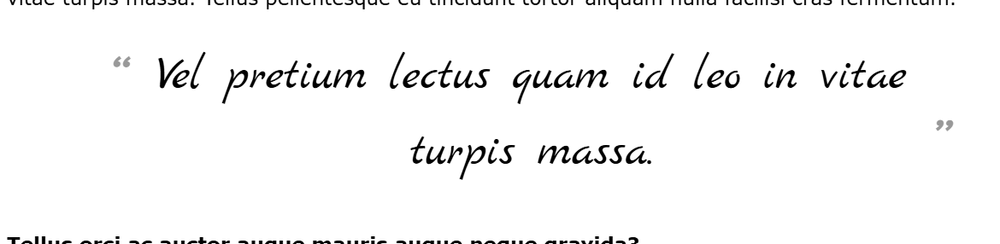 vitae turpis massa. Tellus pellentesque eu tincidunt tortor aliquam nulla facilisi cras fermentum.
“ Vel pretium lectus quam id leo in vitae
turpis massa. ”
Tellus orci ac auctor augue mauris augue neque gravida?